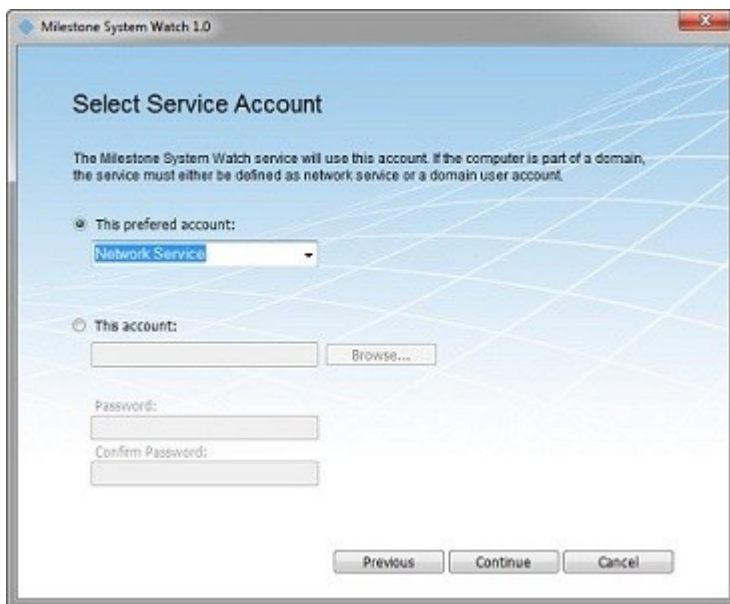 Milestone System Watch 1.0
Select Service Account
The Milestone System Watch service will use this account. If the computer is part of a domain,
the service must either be defined as network service or a domain user account.
This prefered account:
Network Service
This account:
Browse...
Password:
Confirm Password:
Previous Continue Cancel